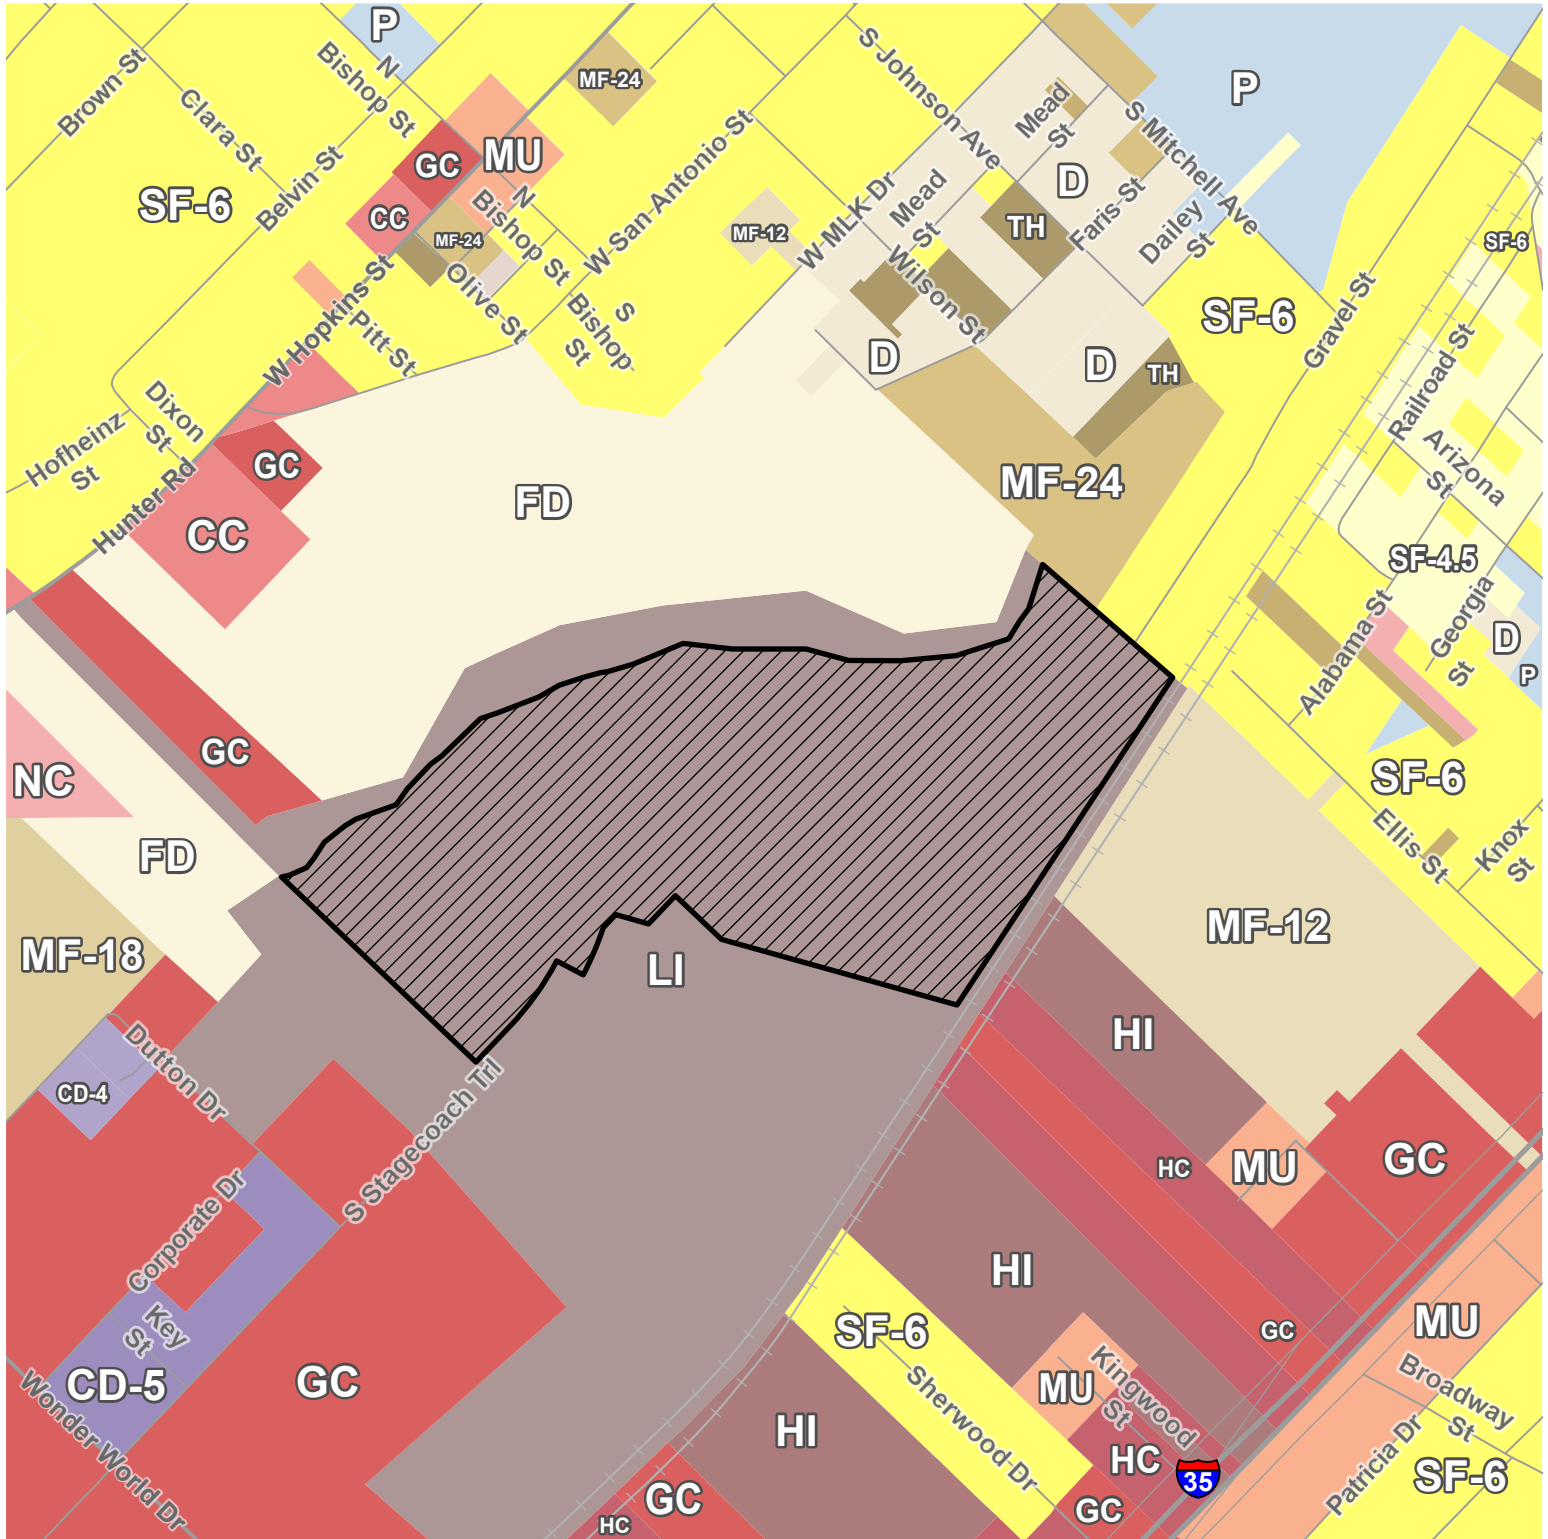 P
N
Bishop St
Brown St
Clara St
MF-24
S Johnson Ave
P
Mead
St
S Mitchell Ave
GC
MU
W San Antonio St
SF-6
Belvin St
CC
N
Bishop St
MF-24
MF-12
W MLK Dr
Mead
St
D
TH
Faris St
Dailey
St
SF-6
W Hopkins St
Olive St
S
Bishop
St
Wilson St
SF-6
Gravel St
Pitt St
D
D
TH
Railroad St
Dixon
St
Hofheinz
St
GC
Hunter Rd
CC
FD
MF-24
Arizona
St
SF-4.5
Georgia
St
Alabama St
D
P
GC
NC
SF-6
FD
Ellis St
Knox
St
MF-18
MF-12
LI
HI
Dutton Dr
CD-4
S Stagecoach Trl
HC
MU
GC
Corporate Dr
Key
St
HI
CD-5
GC
SF-6
GC
MU
MU
Kingwood
St
Broadway
St
Wonder World Dr
Sherwood Dr
HI
HC
35
Patricia Dr
SF-6
GC
HC
GC